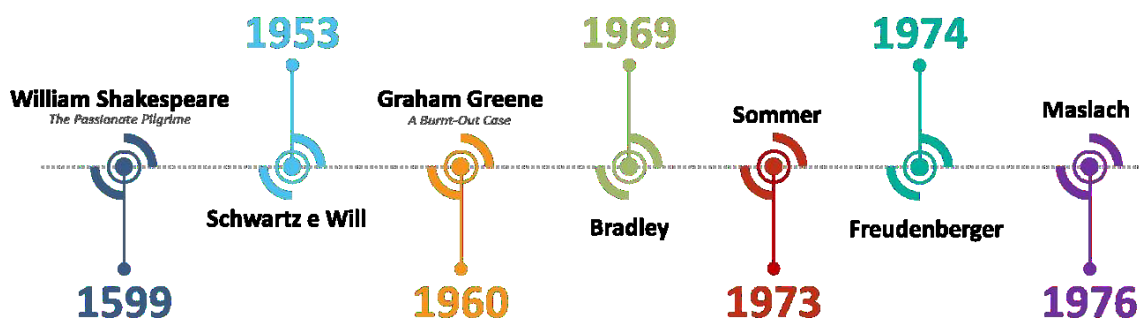 William Shakespeare
The Passionate Pilgrime
1599
1953
Schwartz e Will
Graham Greene
A Burnt-Out Case
1960
1969
Bradley
Sommer
1973
1974
Freudenberger
Maslach
1976